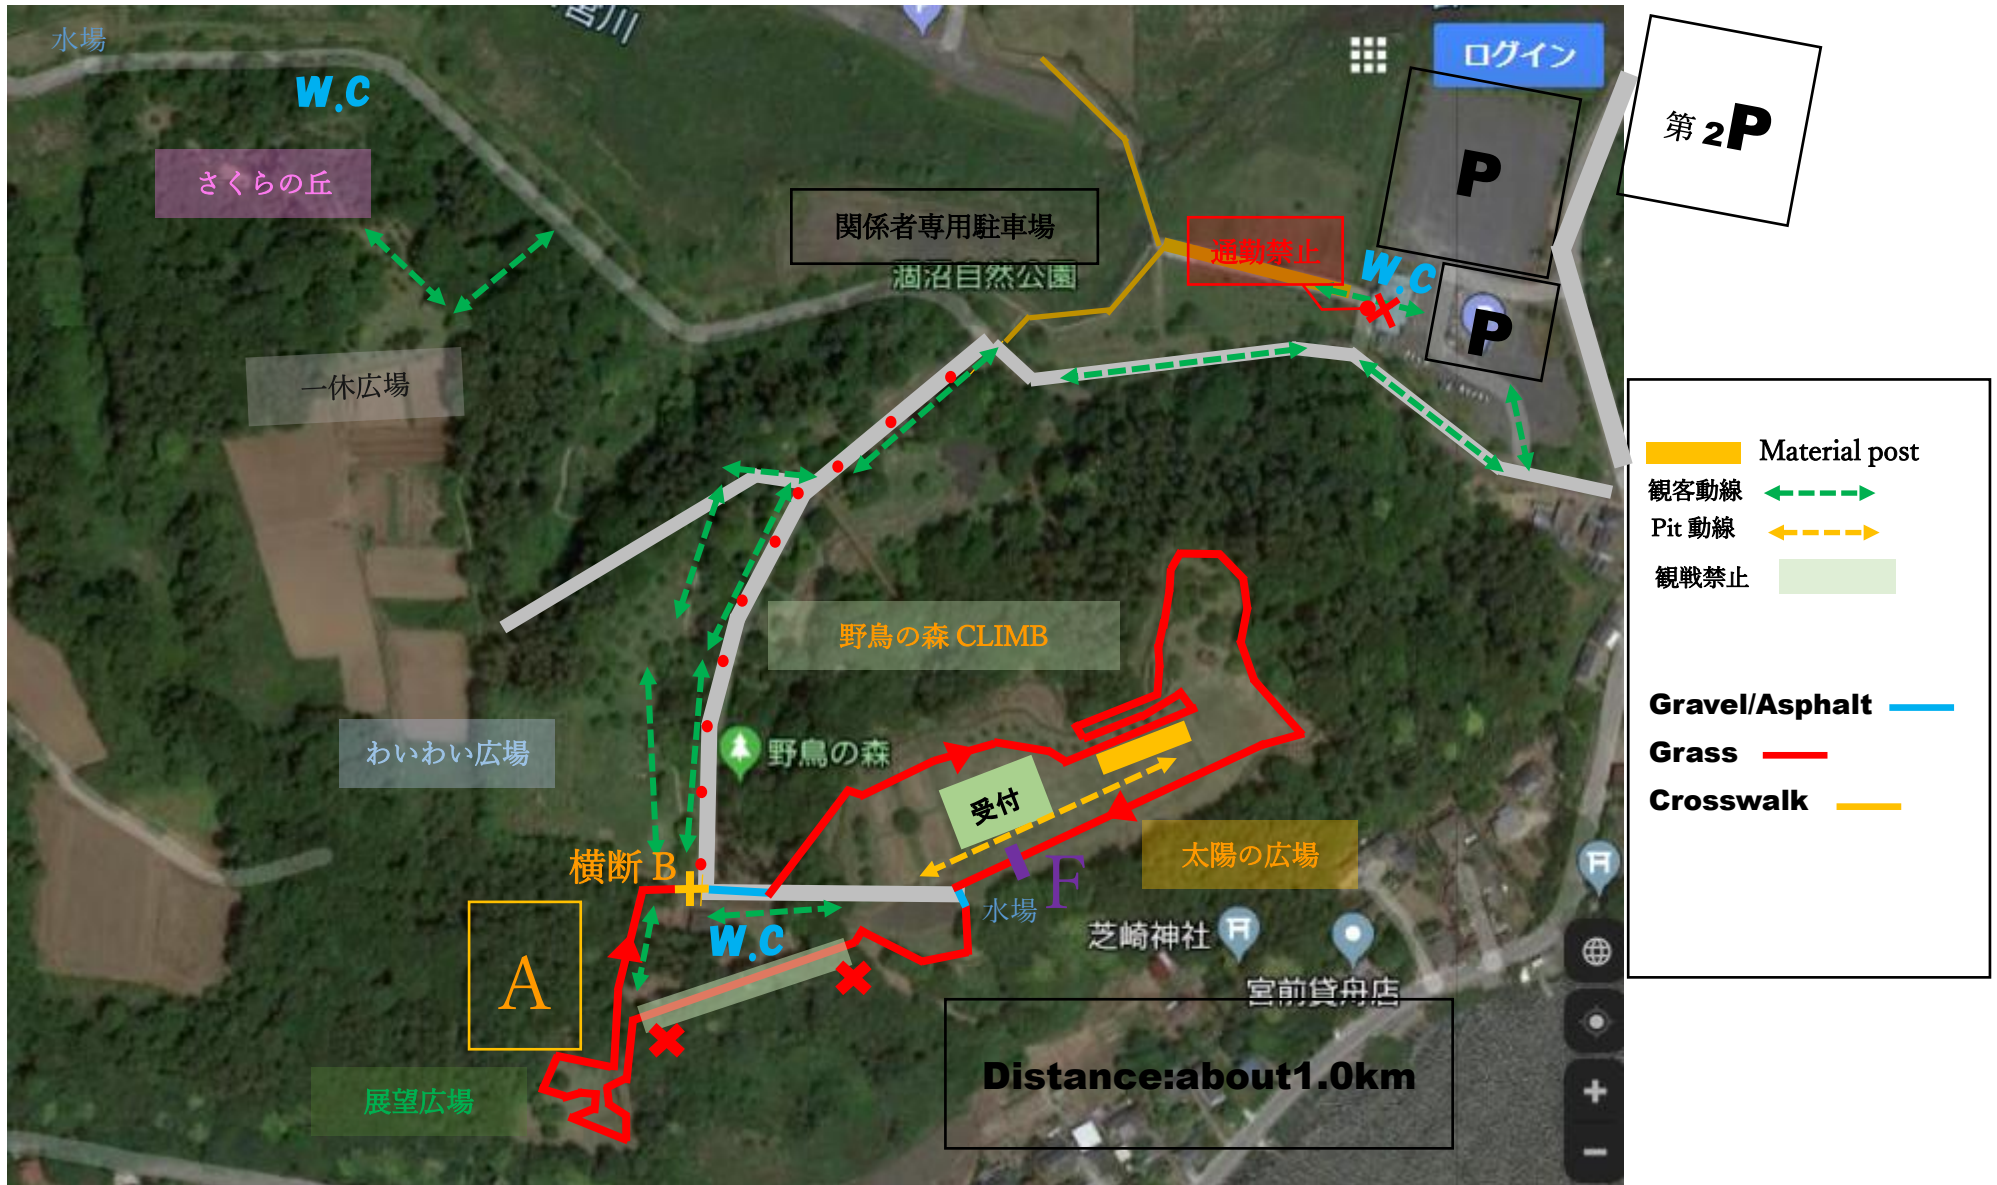 水場
W.C
宮川
ログイン
第2P
さくらの丘
P
関係者専用駐車場
通勤禁止
W.C
涸沼自然公園
P
一休広場
Material post
観客動線
Pit 動線
観戦禁止
野鳥の森 CLIMB
Gravel/Asphalt
わいわい広場
野鳥の森
Grass
受付
Crosswalk
横断 B
太陽の広場
F
水場
W.C
芝崎神社
A
宮前貸舟店
Distance:about1.0km
展望広場